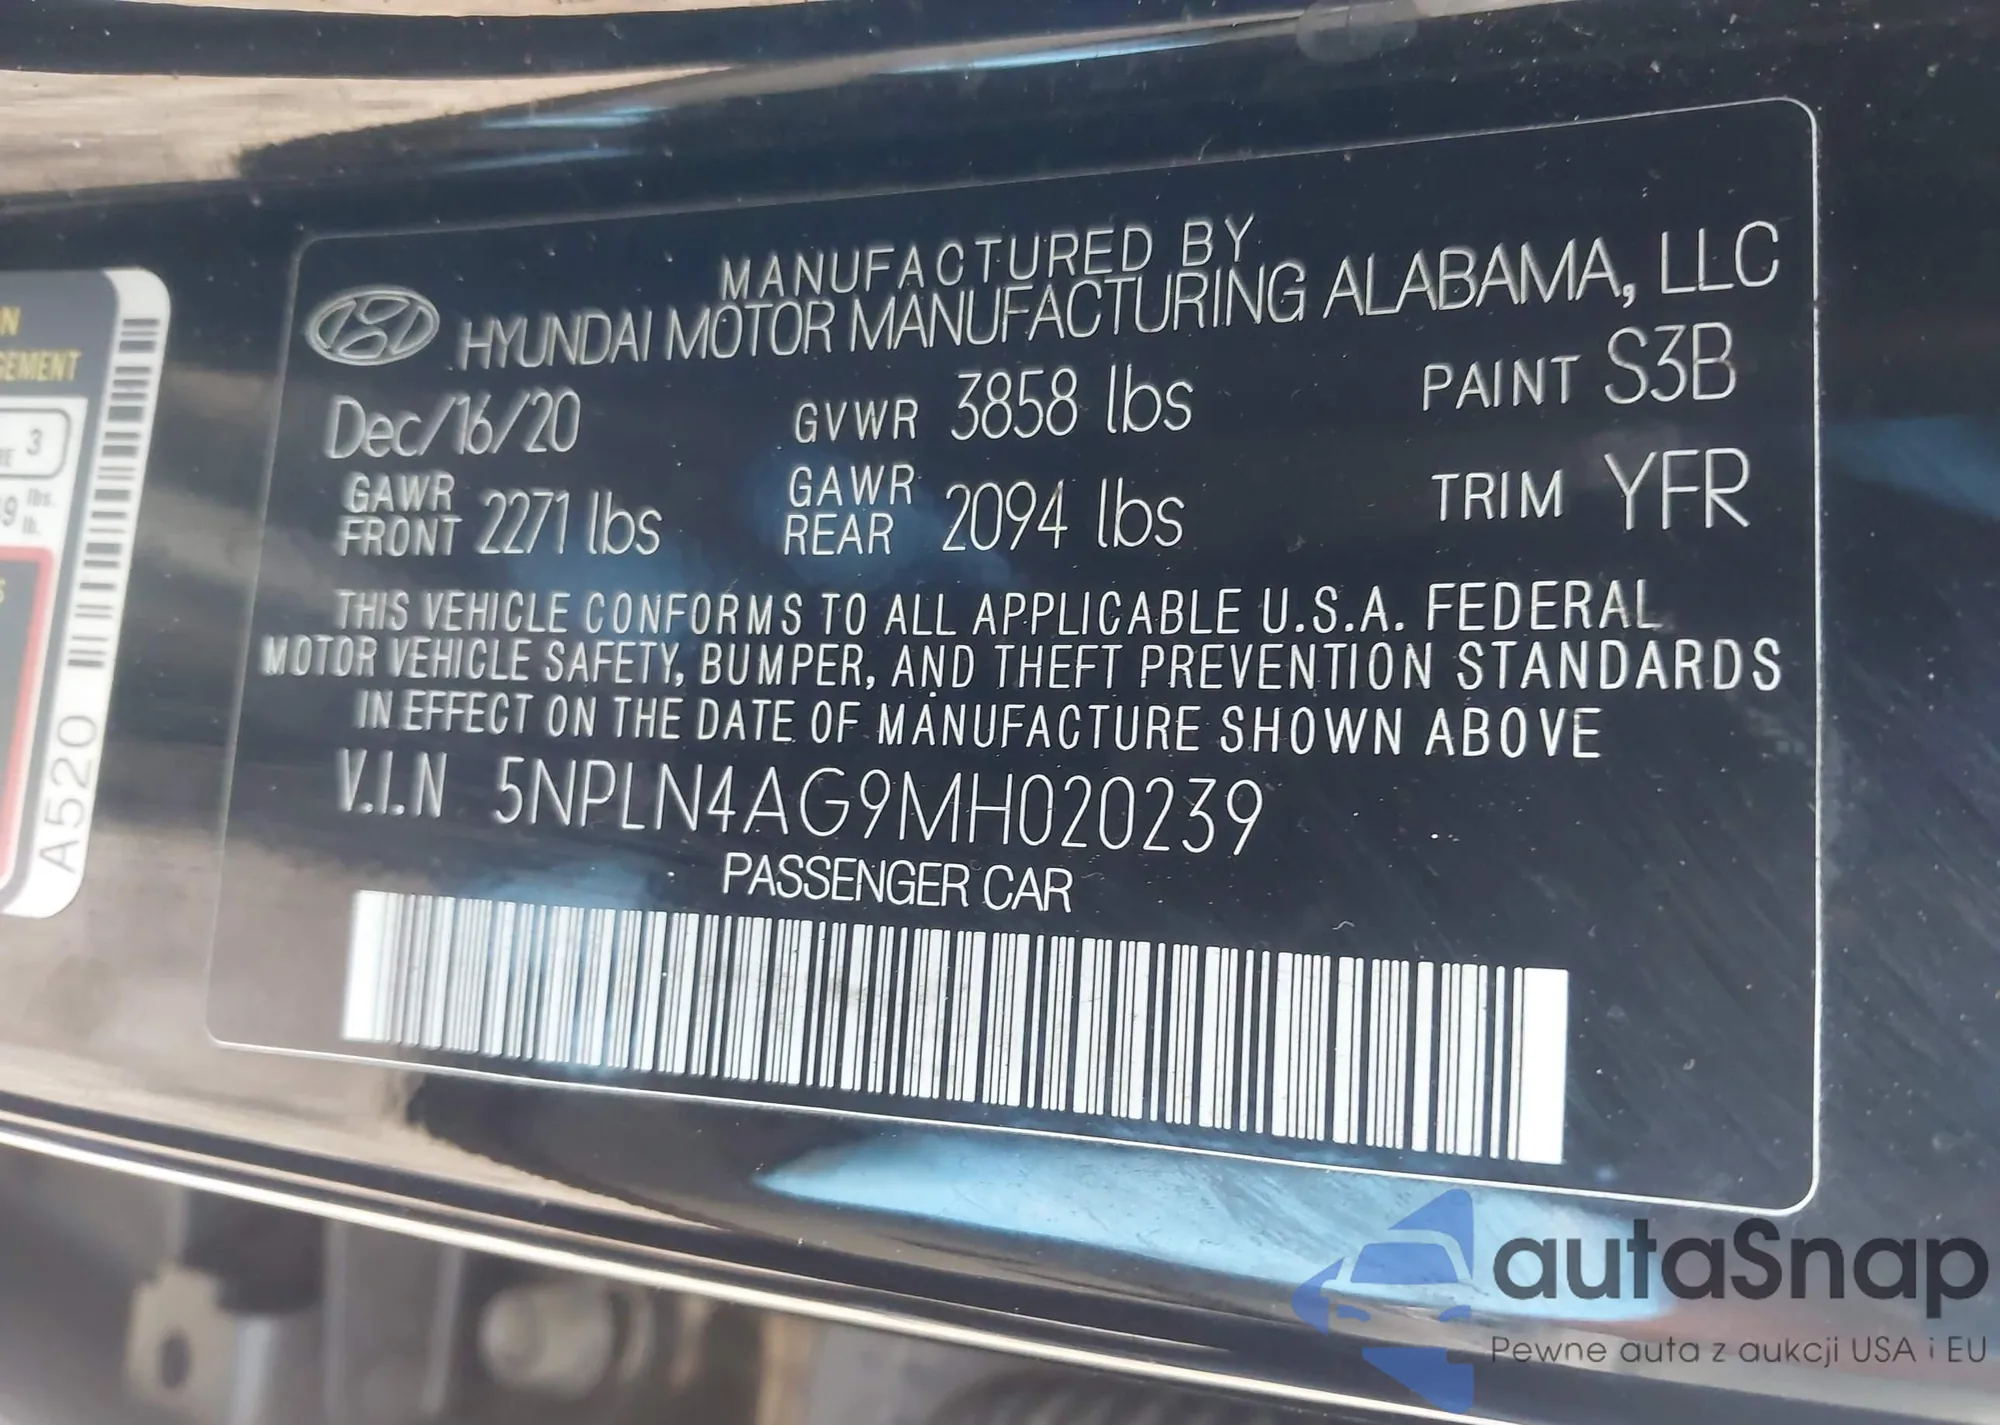 MANUFACTURED BY
HYUNDAI MOTOR MANUFACTURING ALABAMA, LLC
Dec/16/20 GVWR 3858 lbs PAINT S3B
GAWR FRONT 2271 lbs GAWR REAR 2094 lbs TRIM YFR
THIS VEHICLE CONFORMS TO ALL APPLICABLE U.S.A. FEDERAL
MOTOR VEHICLE SAFETY, BUMPER, AND THEFT PREVENTION STANDARDS
IN EFFECT ON THE DATE OF MANUFACTURE SHOWN ABOVE
V.I.N 5NPLN4AG9MH020239
PASSENGER CAR
3
lbs.
lb.
A520
autaSnap
Pewne auta z aukcji USA i EU